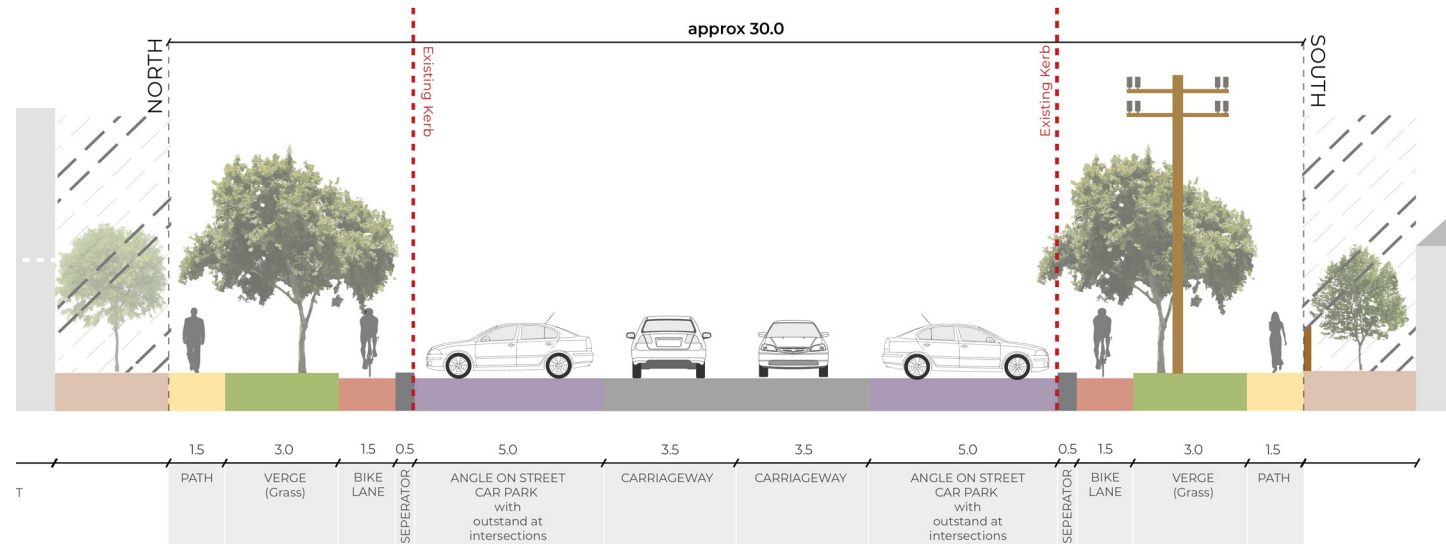 approx 30.0
NORTH
Existing Kerb
Existing Kerb
SOUTH
1.5
3.0
1.5
0.5
5.0
3.5
3.5
5.0
0.5
1.5
3.0
1.5
T
PATH
VERGE
(Grass)
BIKE
LANE
SEPERATOR
ANGLE ON STREET
CAR PARK
with
outstand at
intersections
CARRIAGEWAY
CARRIAGEWAY
ANGLE ON STREET
CAR PARK
with
outstand at
intersections
SEPERATOR
BIKE
LANE
VERGE
(Grass)
PATH